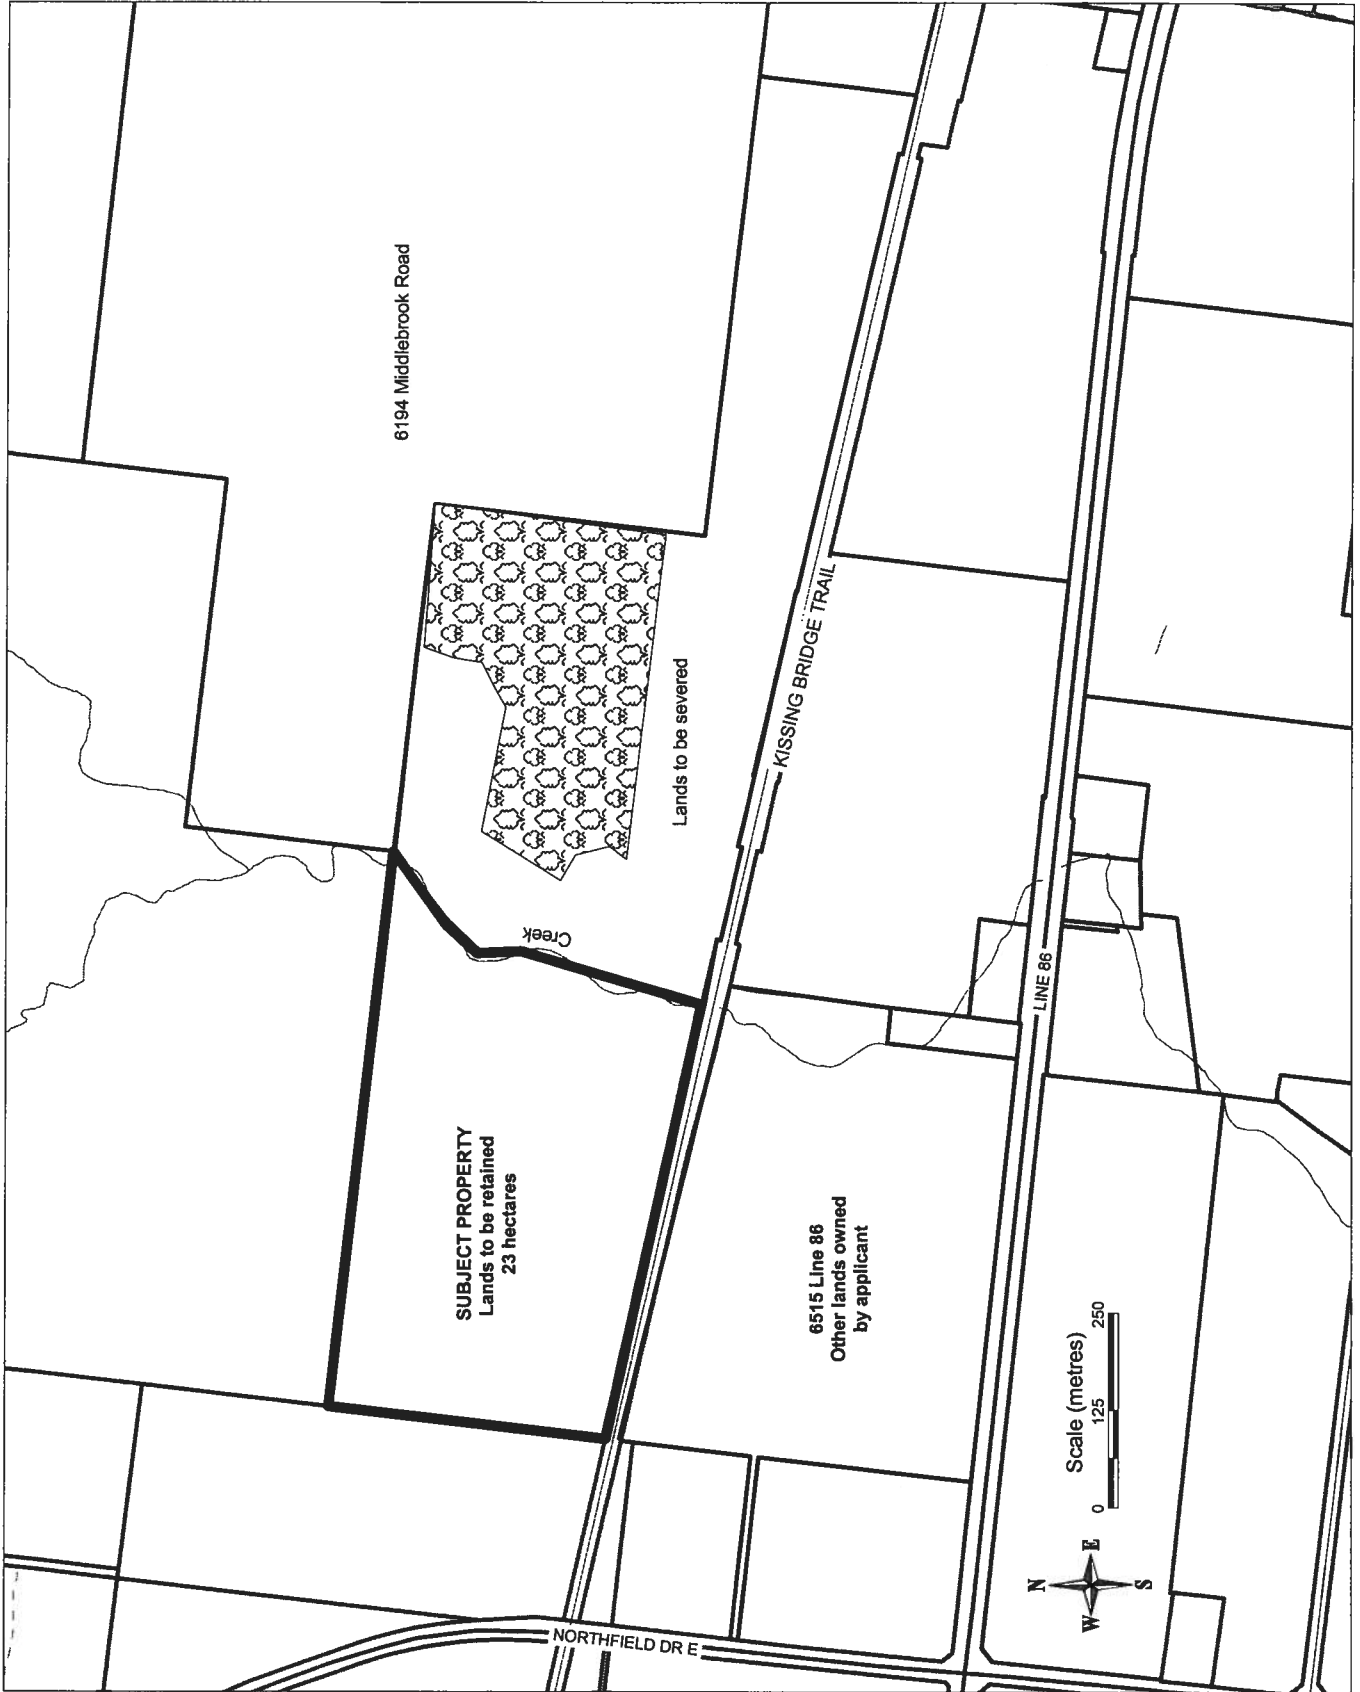 6194 Middlebrook Road
SUBJECT PROPERTY
Lands to be retained
23 hectares
Creek
Lands to be severed
KISSING BRIDGE TRAIL
6515 Line 86
Other lands owned
by applicant
LINE 86
NORTHFIELD DR E
N
W
E
S
Scale (metres)
0
125
250